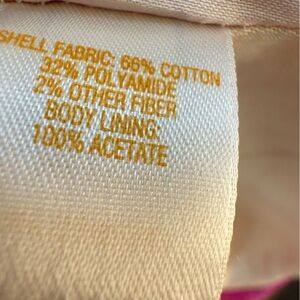 SHELL FABRIC: 66% COTTON
32% POLYAMIDE
2% OTHER FIBER
BODY LINING:
100% ACETATE